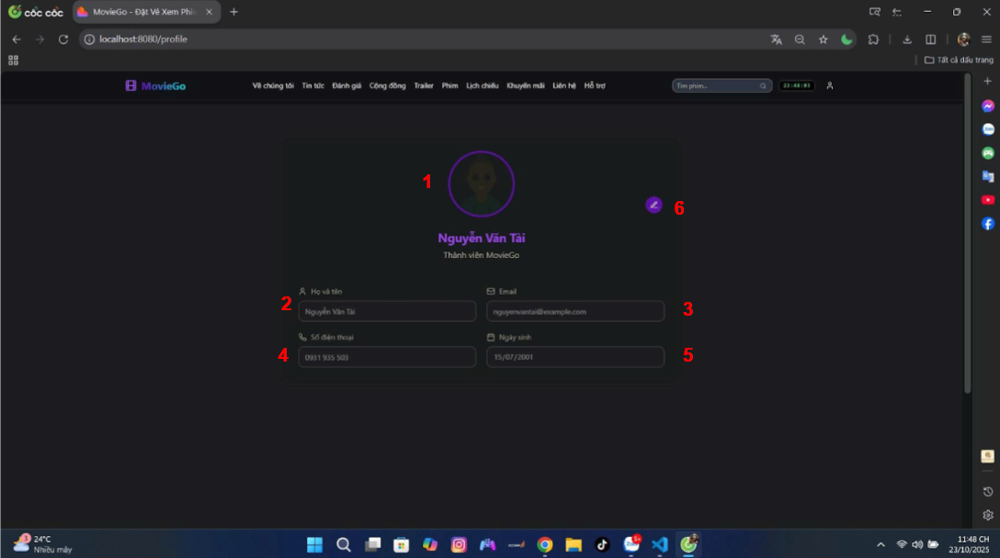 cốc cốc
MovieGo - Đặt Vé Xem Phim
localhost:8080/profile
Tất cả dấu trang
MovieGo
Về chúng tôi Tin tức Đánh giá Cộng đồng Trailer Phim Lịch chiếu Khuyến mãi Liên hệ Hỗ trợ
Tìm phim...
1
6
Nguyễn Văn Tài
Thành viên MovieGo
Họ và tên
Email
2
Nguyễn Văn Tài
nguyenvantai@example.com
3
Số điện thoại
Ngày sinh
4
0931 935 503
15/07/2001
5
24°C
Nhiều mây
11:48 CH
23/10/2025